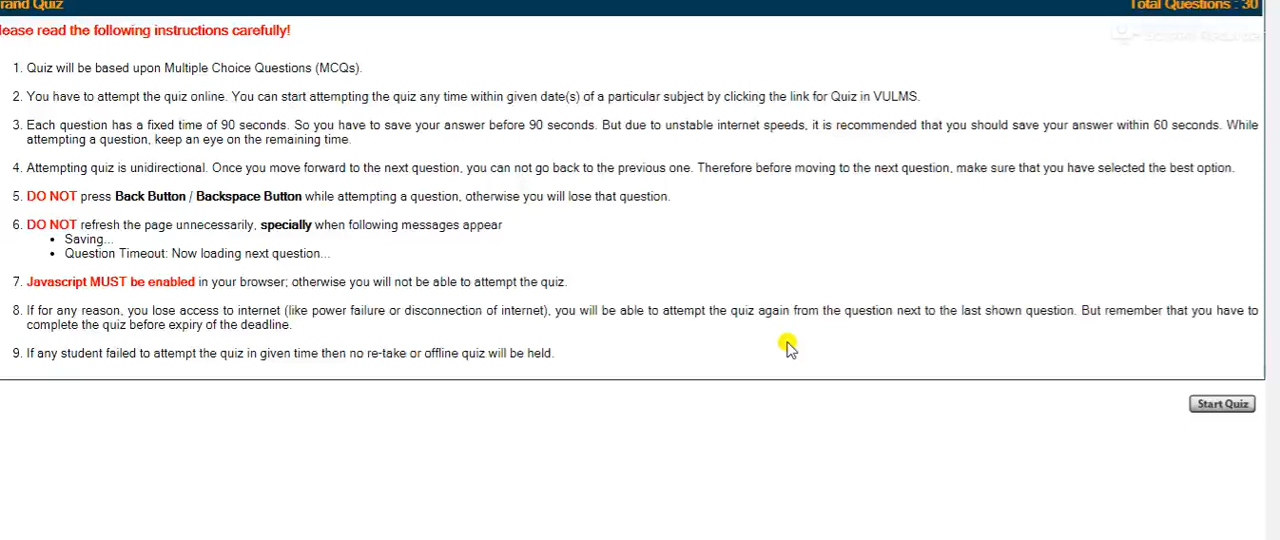 rand Quiz
Total Questions : 30
lease read the following instructions carefully!
1. Quiz will be based upon Multiple Choice Questions (MCQs).
2. You have to attempt the quiz online. You can start attempting the quiz any time within given date(s) of a particular subject by clicking the link for Quiz in VULMS.
3. Each question has a fixed time of 90 seconds. So you have to save your answer before 90 seconds. But due to unstable internet speeds, it is recommended that you should save your answer within 60 seconds. While
attempting a question, keep an eye on the remaining time.
4. Attempting quiz is unidirectional. Once you move forward to the next question, you can not go back to the previous one. Therefore before moving to the next question, make sure that you have selected the best option.
5. DO NOT press Back Button / Backspace Button while attempting a question, otherwise you will lose that question.
6. DO NOT refresh the page unnecessarily, specially when following messages appear
• Saving...
• Question Timeout: Now loading next question...
7. Javascript MUST be enabled in your browser; otherwise you will not be able to attempt the quiz.
8. If for any reason, you lose access to internet (like power failure or disconnection of internet), you will be able to attempt the quiz again from the question next to the last shown question. But remember that you have to
complete the quiz before expiry of the deadline.
9. If any student failed to attempt the quiz in given time then no re-take or offline quiz will be held.
Start Quiz